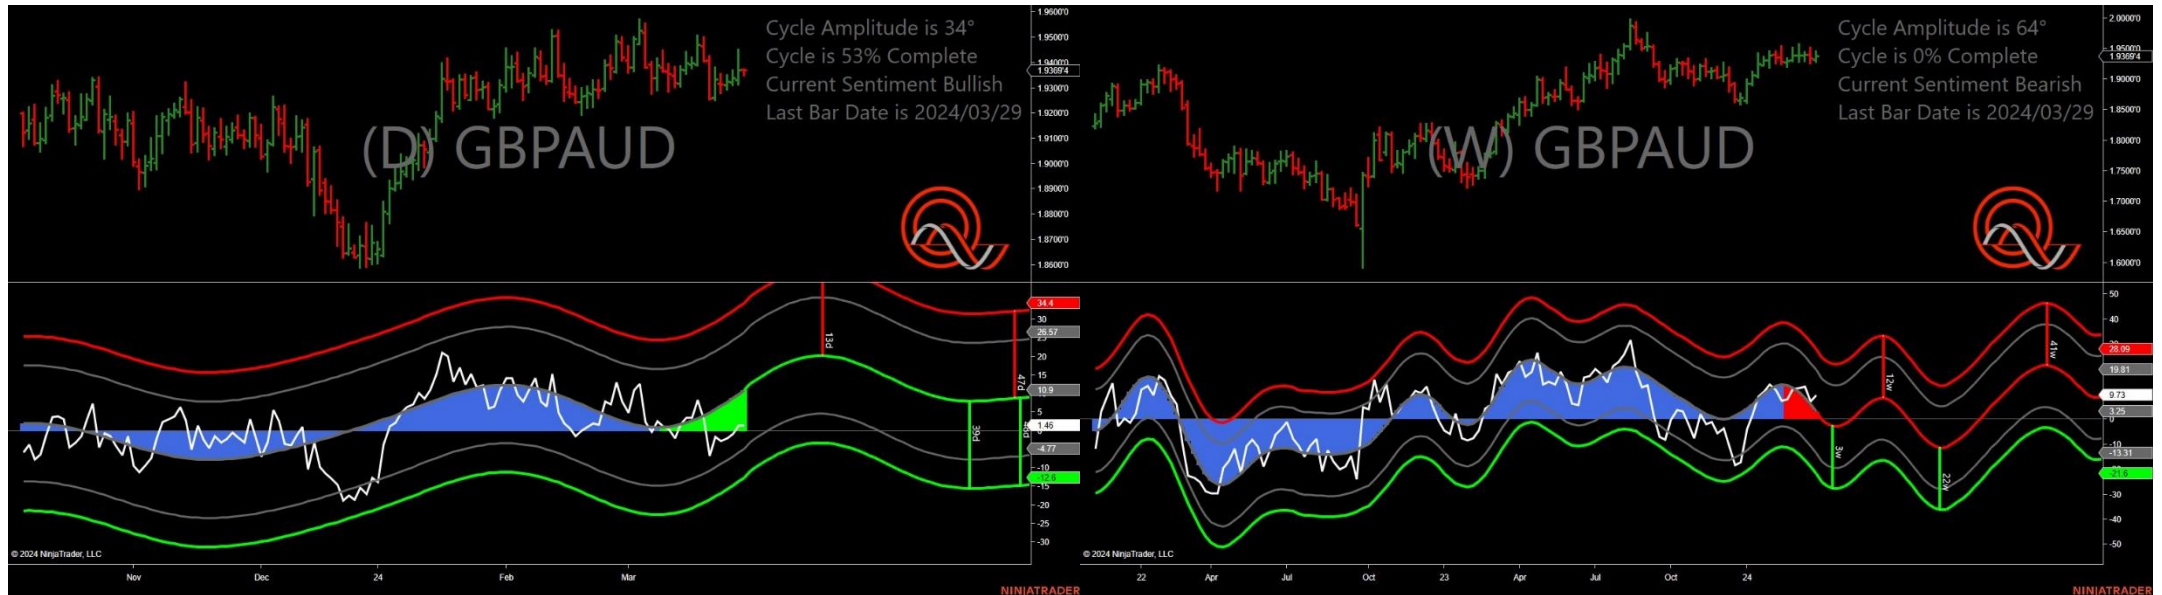 Cycle Amplitude is 34°
Cycle is 53% Complete
Current Sentiment Bullish
Last Bar Date is 2024/03/29
(D) GBPAUD
1.9600'0
1.9500'0
1.9400'0
1.9369'4
1.9300'0
1.9200'0
1.9100'0
1.9000'0
1.8900'0
1.8800'0
1.8700'0
1.8600'0
34.4
30
26.57
25
20
15
10.9
5
1.46
0
-4.77
-10
-12.6
-15
-20
-25
-30
13d
47d
39d
© 2024 NinjaTrader, LLC
Nov
Dec
24
Feb
Mar
NINJATRADER
Cycle Amplitude is 64°
Cycle is 0% Complete
Current Sentiment Bearish
Last Bar Date is 2024/03/29
(W) GBPAUD
2.0000'0
1.9500'0
1.9369'4
1.9000'0
1.8500'0
1.8000'0
1.7500'0
1.7000'0
1.6500'0
1.6000'0
50
40
30
28.09
19.81
9.73
3.25
0
-10
-13.31
-21.6
-30
-40
-50
12w
41w
3w
22w
© 2024 NinjaTrader, LLC
22
Apr
Jul
Oct
23
Apr
Jul
Oct
24
NINJATRADER